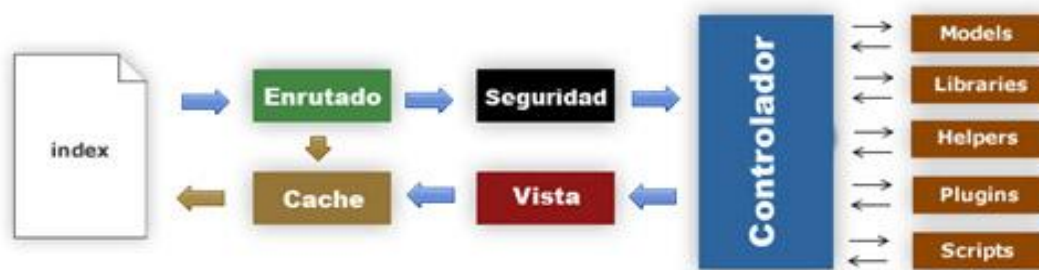 index
Enrutado
Seguridad
Cache
Vista
Controlador
Models
Libraries
Helpers
Plugins
Scripts